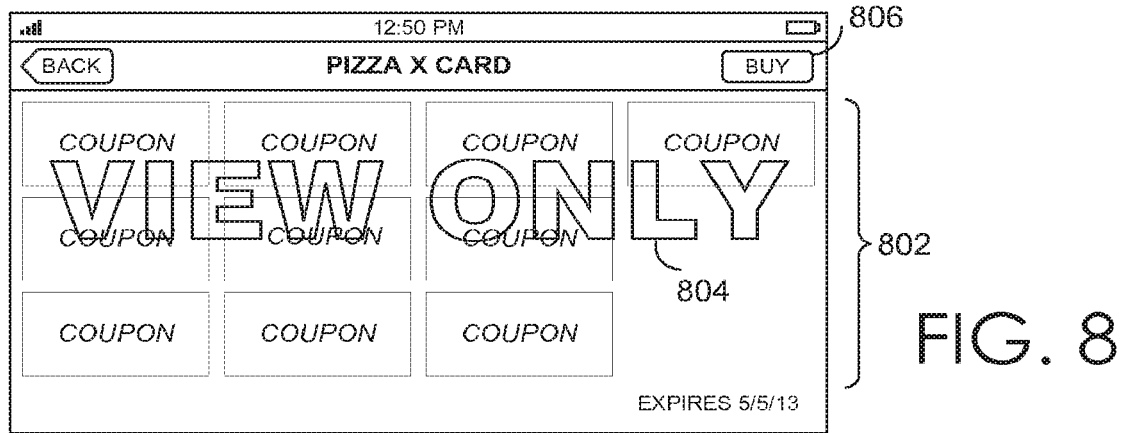 12:50 PM
806
BACK PIZZA X CARD BUY
COUPON COUPON COUPON COUPON
VIEW ONLY
COUPON COUPON COUPON
802
804
COUPON COUPON COUPON
FIG. 8
EXPIRES 5/5/13